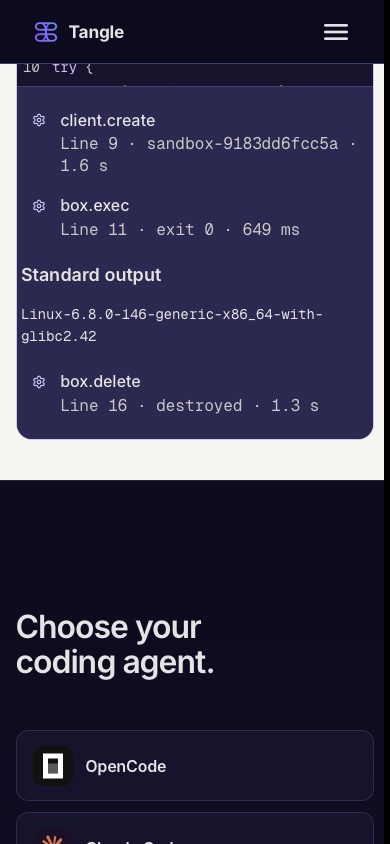 Tangle
10 try {
client.create
Line 9 · sandbox-9183dd6fcc5a ·
1.6 s
box.exec
Line 11 · exit 0 · 649 ms
Standard output
Linux-6.8.0-146-generic-x86_64-with-
glibc2.42
box.delete
Line 16 · destroyed · 1.3 s
Choose your
coding agent.
OpenCode